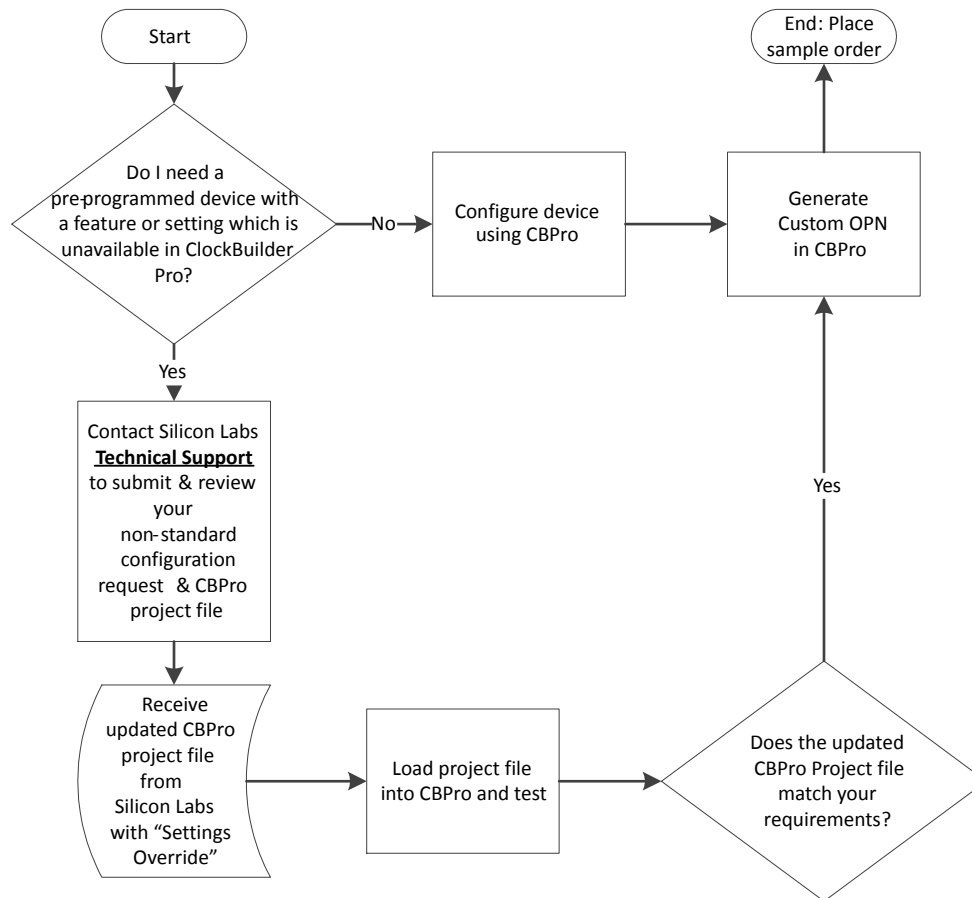 Start
End: Place
sample order
Do I need a
pre-programmed device with
a feature or setting which is
unavailable in ClockBuilder
Pro?
No
Configure device
using CBPro
Generate
Custom OPN
in CBPro
Yes
Contact Silicon Labs
Technical Support
to submit & review
your
non-standard
configuration
request & CBPro
project file
Yes
Receive
updated CBPro
project file
from
Silicon Labs
with “Settings
Override”
Load project file
into CBPro and test
Does the updated
CBPro Project file
match your
requirements?